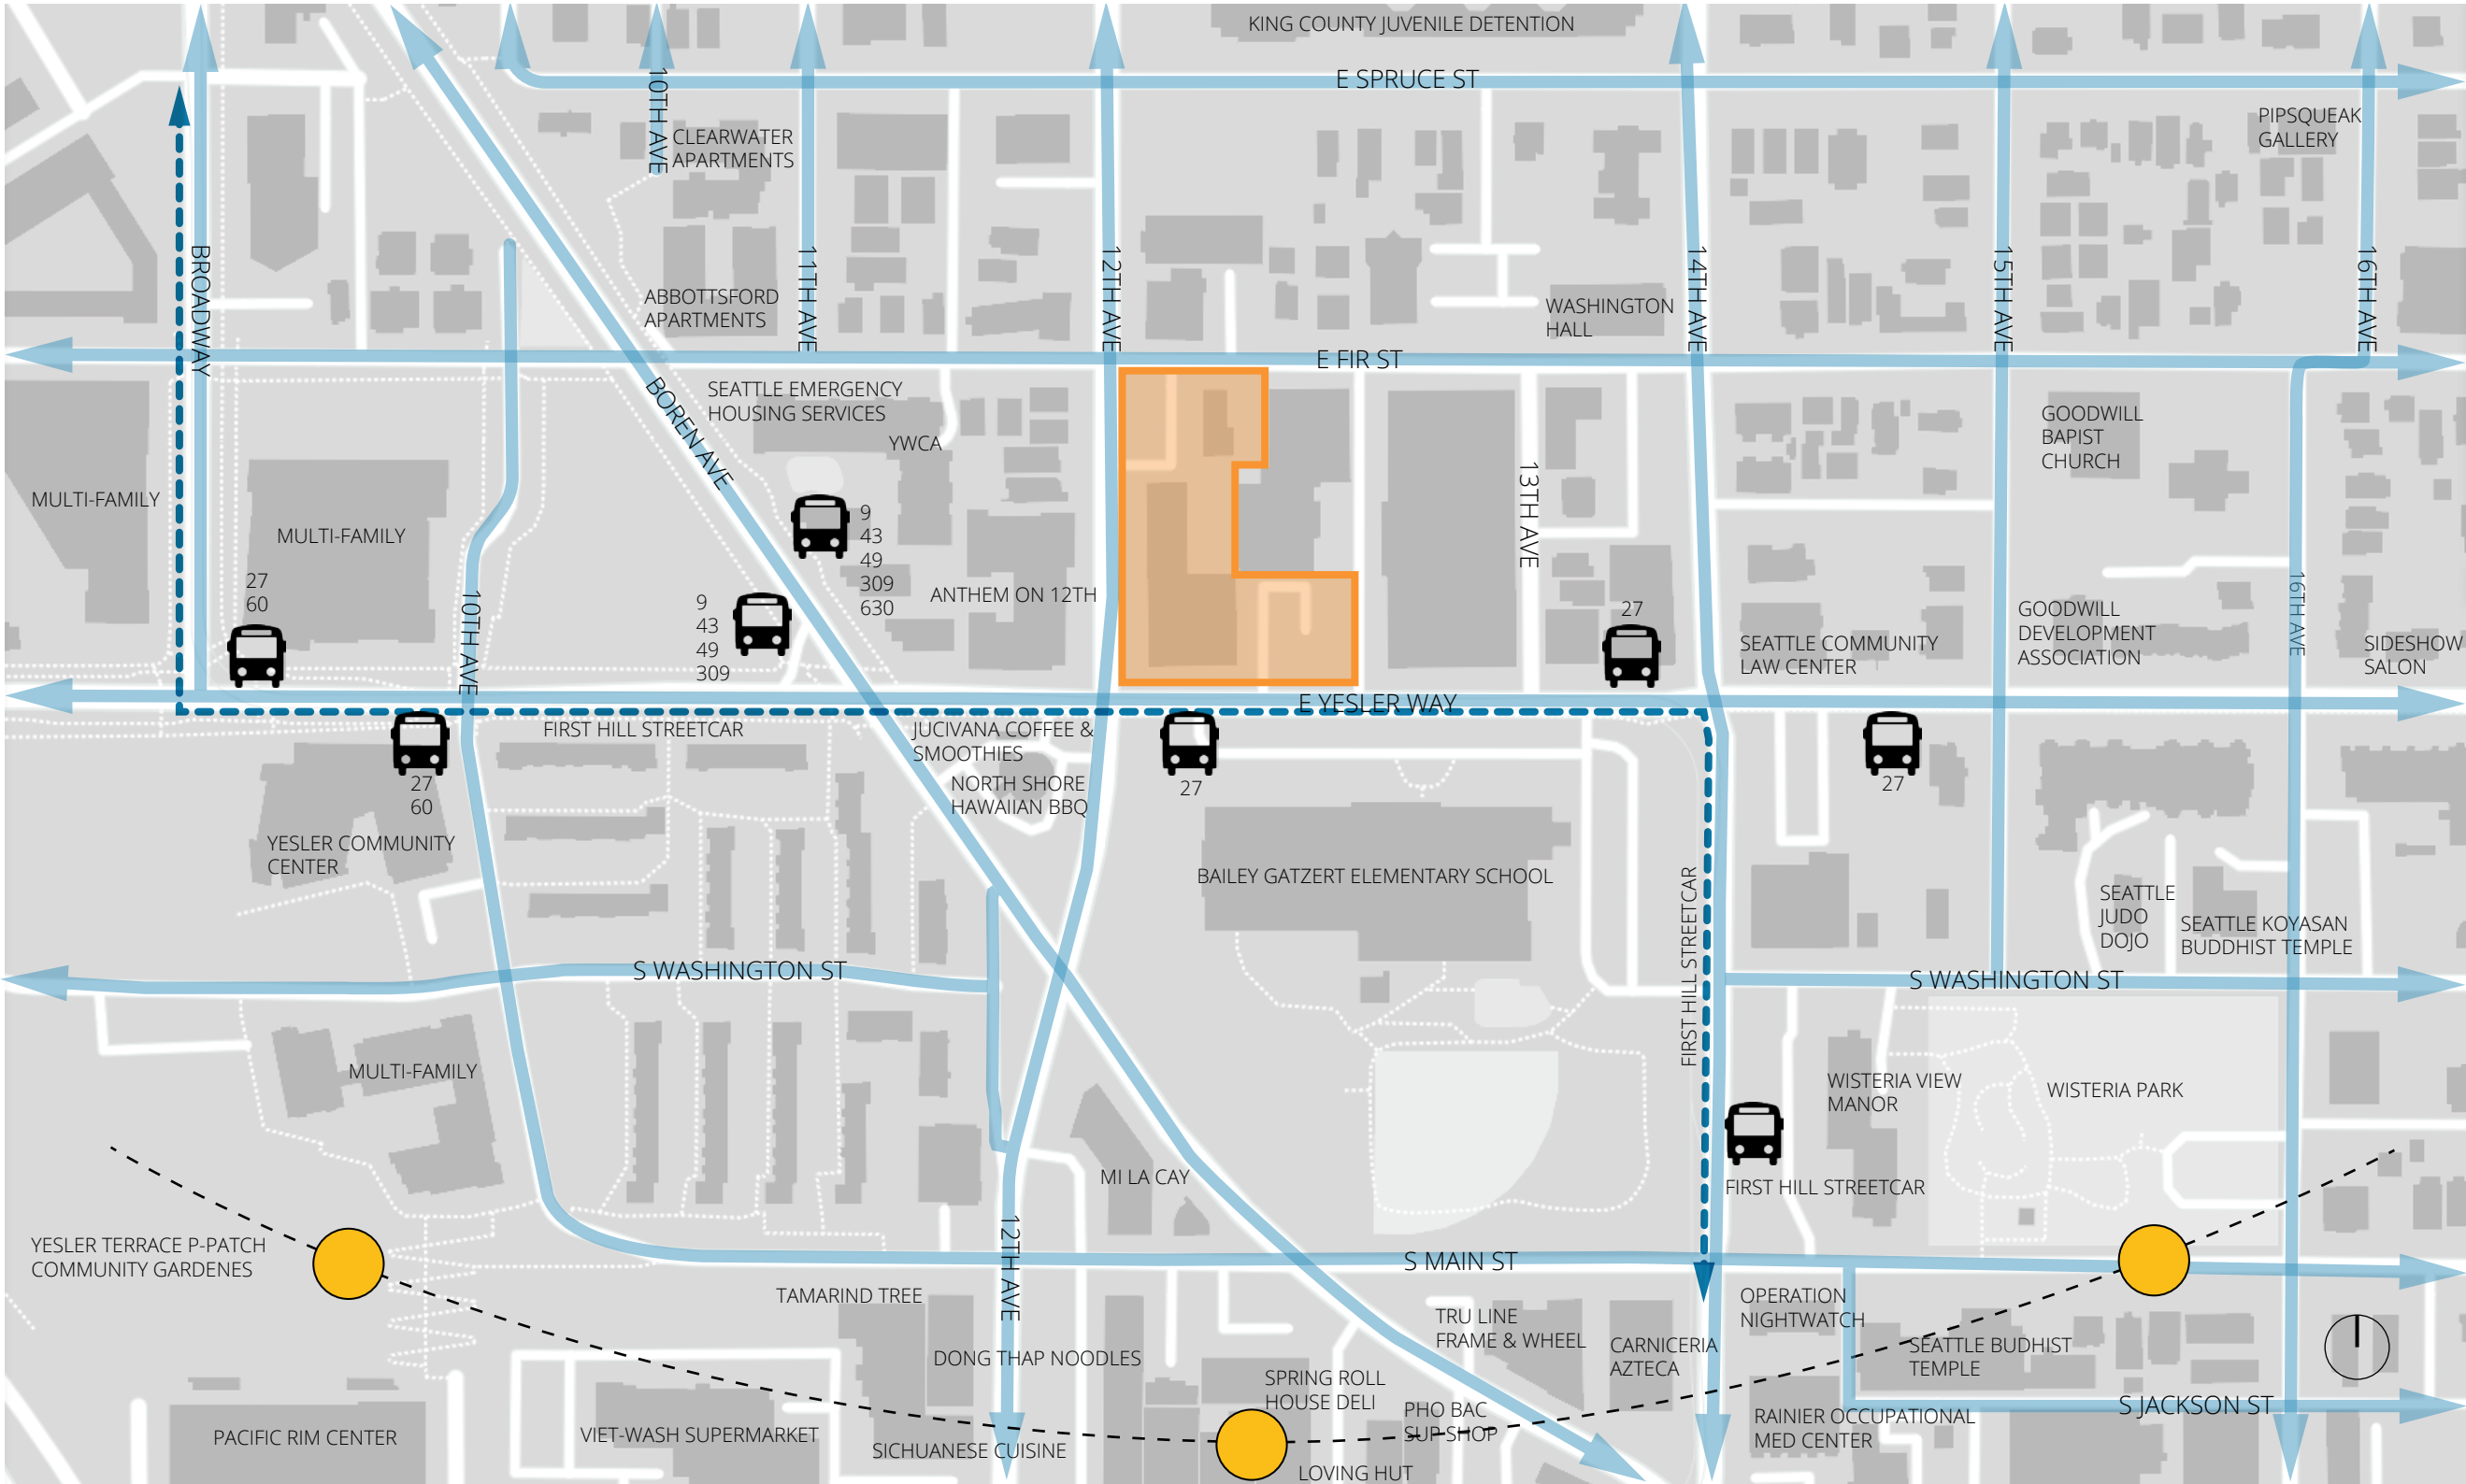 KING COUNTY JUVENILE DETENTION
E SPRUCE ST
10TH AVE
CLEARWATER
APARTMENTS
PIPSQUEAK
GALLERY
BROADWAY
11TH AVE
12TH AVE
14TH AVE
15TH AVE
16TH AVE
ABBOTTSFORD
APARTMENTS
WASHINGTON
HALL
E FIR ST
BOREN AVE
SEATTLE EMERGENCY
HOUSING SERVICES
YWCA
GOODWILL
BAPIST
CHURCH
MULTI-FAMILY
MULTI-FAMILY
13TH AVE
9
43
49
309
630
27
60
9
43
49
309
ANTHEM ON 12TH
10TH AVE
27
SEATTLE COMMUNITY
LAW CENTER
GOODWILL
DEVELOPMENT
ASSOCIATION
16TH AVE
SIDESHOW
SALON
E YESLER WAY
FIRST HILL STREETCAR
JUCIVANA COFFEE &
SMOOTHIES
NORTH SHORE
HAWAIIAN BBQ
27
60
27
27
YESLER COMMUNITY
CENTER
BAILEY GATZERT ELEMENTARY SCHOOL
FIRST HILL STREETCAR
SEATTLE
JUDO
DOJO
SEATTLE KOYASAN
BUDDHIST TEMPLE
S WASHINGTON ST
S WASHINGTON ST
MULTI-FAMILY
WISTERIA VIEW
MANOR
WISTERIA PARK
MI LA CAY
FIRST HILL STREETCAR
YESLER TERRACE P-PATCH
COMMUNITY GARDENES
12TH AVE
S MAIN ST
TAMARIND TREE
OPERATION
NIGHTWATCH
TRU LINE
FRAME & WHEEL
CARNICERIA
AZTECA
SEATTLE BUDHIST
TEMPLE
DONG THAP NOODLES
SPRING ROLL
HOUSE DELI
PHO BAC
SUP SHOP
S JACKSON ST
RAINIER OCCUPATIONAL
MED CENTER
PACIFIC RIM CENTER
VIET-WASH SUPERMARKET
SICHUANESE CUISINE
LOVING HUT